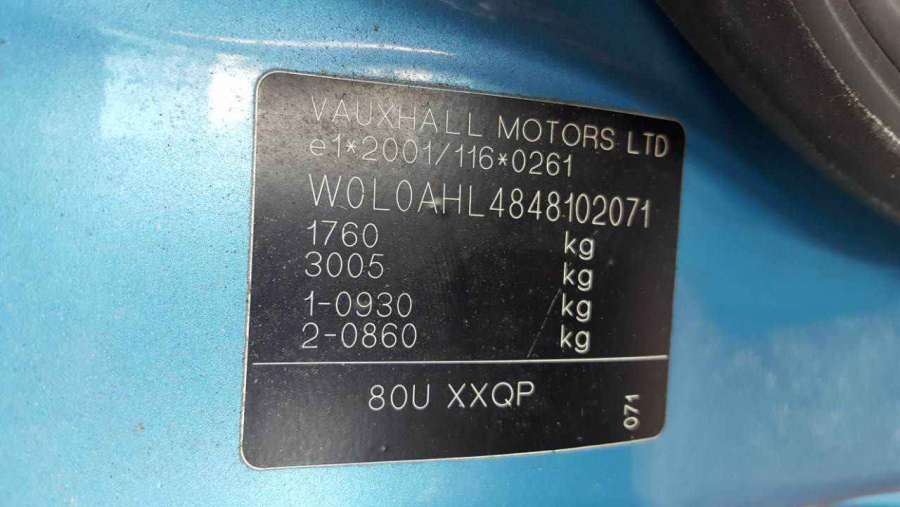 VAUXHALL MOTORS LTD
e1*2001/116*0261
W0L0AHL4848102071
1760 kg
3005 kg
1-0930 kg
2-0860 kg
80U XXQP
071